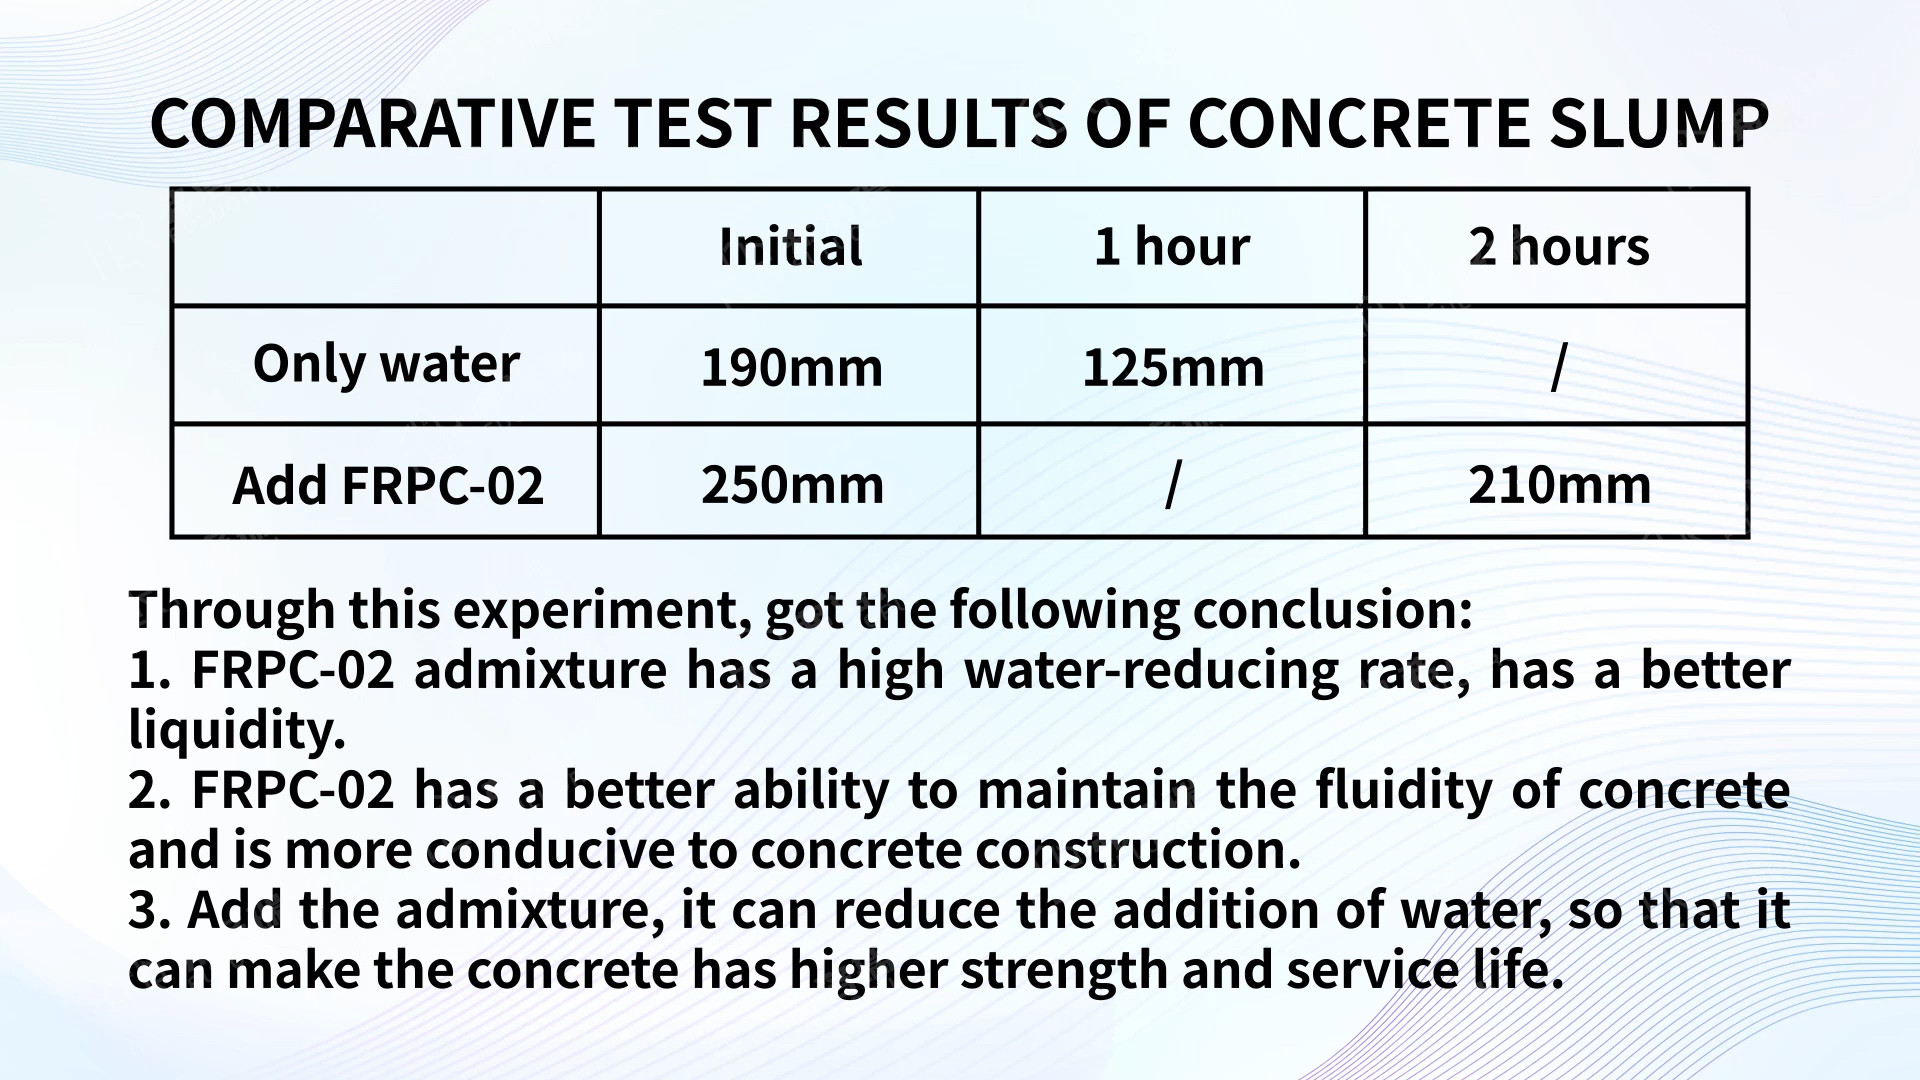 COMPARATIVE TEST RESULTS OF CONCRETE SLUMP
Initial 1 hour 2 hours
Only water 190mm 125mm /
Add FRPC-02 250mm / 210mm
Through this experiment, got the following conclusion:
1. FRPC-02 admixture has a high water-reducing rate, has a better
liquidity.
2. FRPC-02 has a better ability to maintain the fluidity of concrete
and is more conducive to concrete construction.
3. Add the admixture, it can reduce the addition of water, so that it
can make the concrete has higher strength and service life.